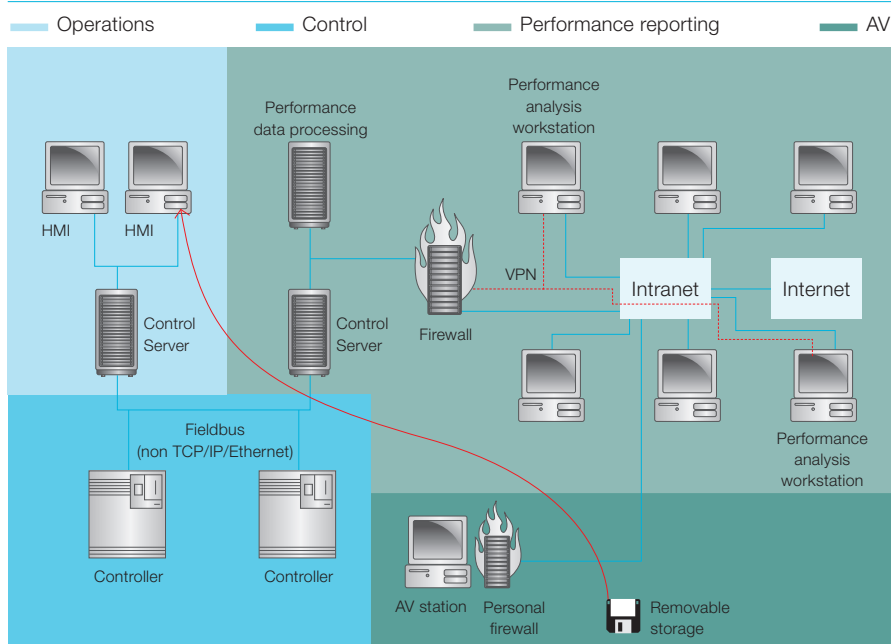 Operations
Control
Performance reporting
AV
Performance
data processing
Performance
analysis
workstation
HMI
HMI
VPN
Intranet
Internet
Control
Server
Control
Server
Firewall
Fieldbus
(non TCP/IP/Ethernet)
Performance
analysis
workstation
Controller
Controller
AV station
Personal
firewall
Removable
storage